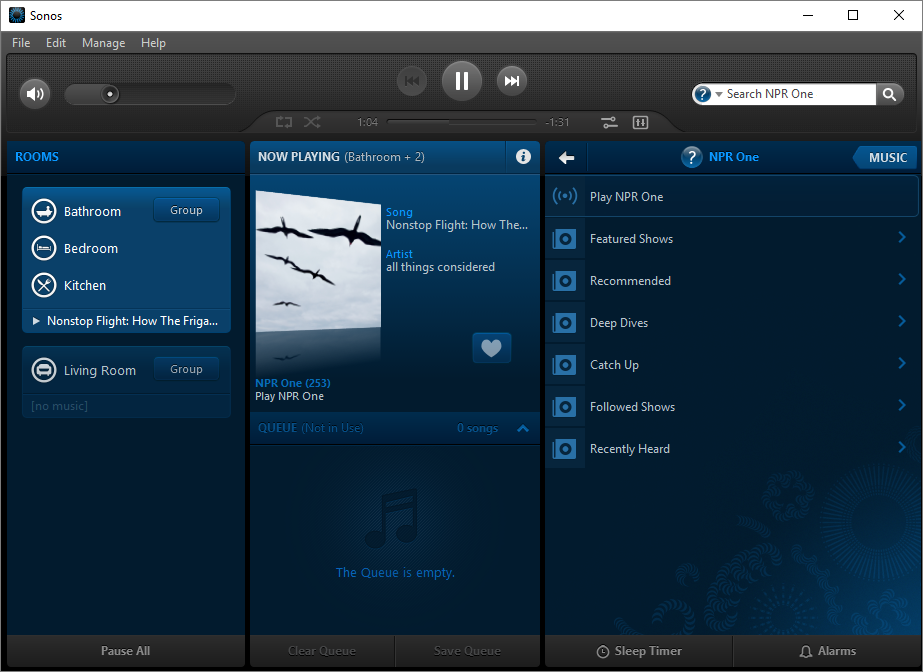 Sonos
File Edit Manage Help
Search NPR One
1:04 -1:31
ROOMS
Bathroom Group
Bedroom
Kitchen
Nonstop Flight: How The Friga...
Living Room Group
[no music]
NOW PLAYING (Bathroom + 2)
Song
Nonstop Flight: How The...
Artist
all things considered
NPR One (253)
Play NPR One
QUEUE (Not in Use) 0 songs
The Queue is empty.
NPR One MUSIC
Play NPR One
Featured Shows
Recommended
Deep Dives
Catch Up
Followed Shows
Recently Heard
Pause All Clear Queue Save Queue Sleep Timer Alarms